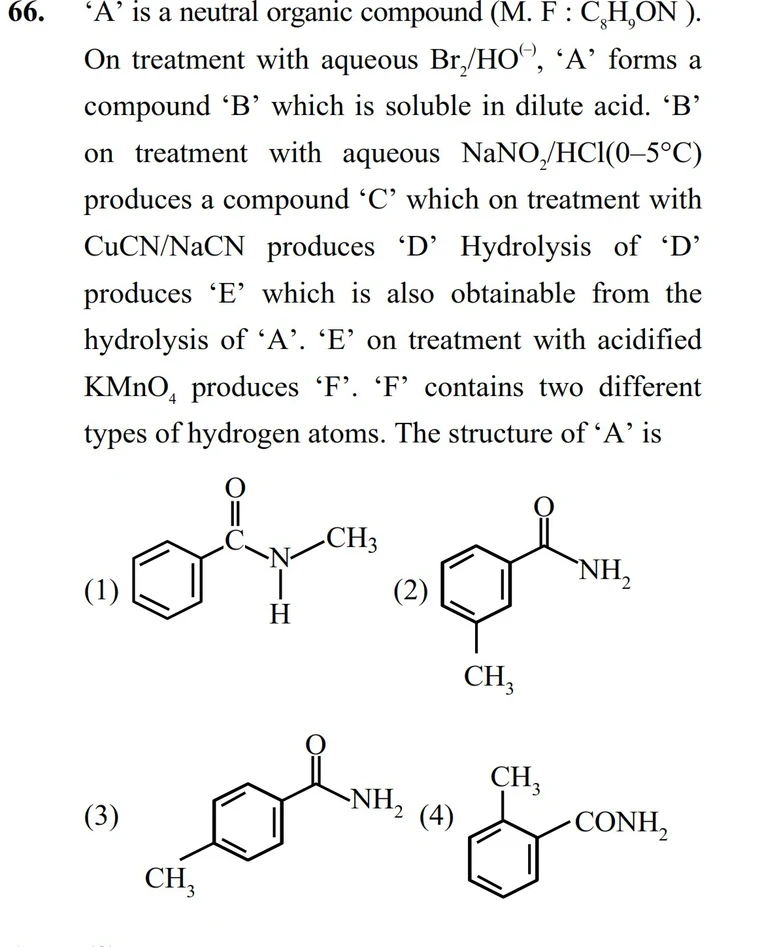 66. ‘A’ is a neutral organic compound (M. F : C₈H₉ON ).
On treatment with aqueous Br₂/HO⁽⁻⁾, ‘A’ forms a
compound ‘B’ which is soluble in dilute acid. ‘B’
on treatment with aqueous NaNO₂/HCl(0–5°C)
produces a compound ‘C’ which on treatment with
CuCN/NaCN produces ‘D’ Hydrolysis of ‘D’
produces ‘E’ which is also obtainable from the
hydrolysis of ‘A’. ‘E’ on treatment with acidified
KMnO₄ produces ‘F’. ‘F’ contains two different
types of hydrogen atoms. The structure of ‘A’ is
(1) O C N CH₃ H
(2) O NH₂ CH₃
(3) O NH₂ CH₃
(4) CH₃ CONH₂